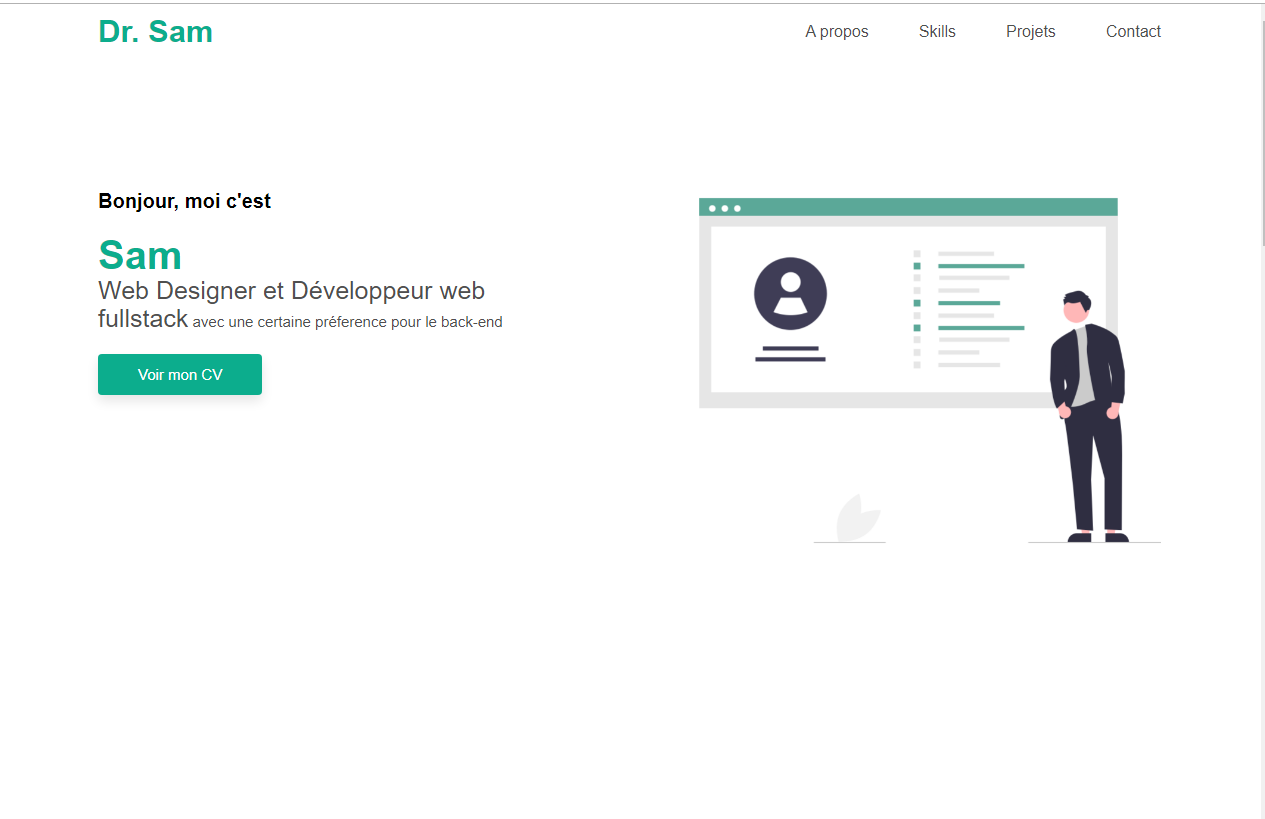 Dr. Sam
A propos
Skills
Projets
Contact
Bonjour, moi c'est
Sam
Web Designer et Développeur web
fullstack avec une certaine préference pour le back-end
Voir mon CV